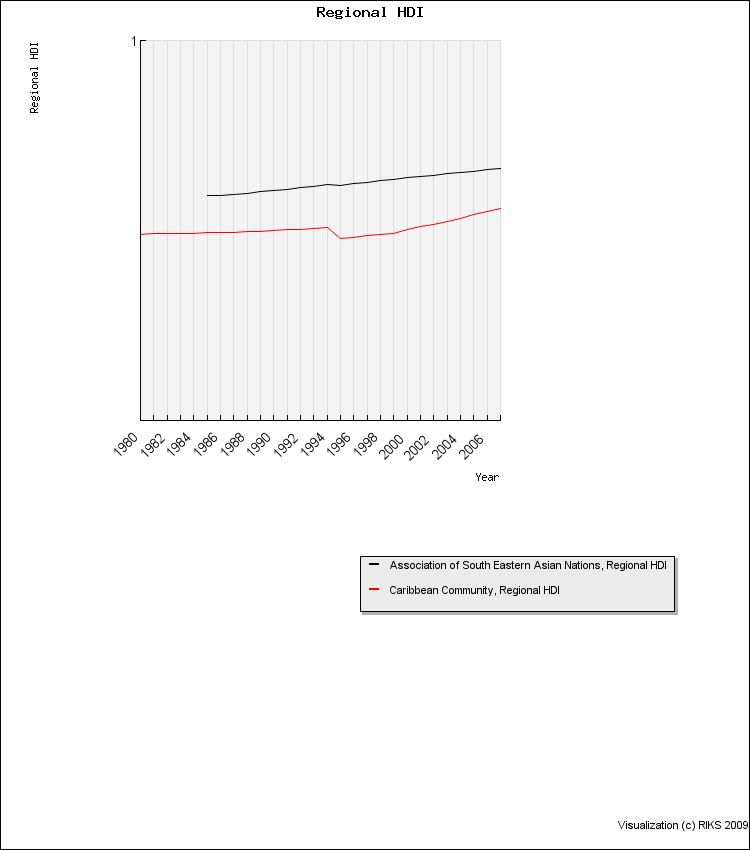 Regional HDI
Regional HDI
1
1980 1982 1984 1986 1988 1990 1992 1994 1996 1998 2000 2002 2004 2006
Year
Association of South Eastern Asian Nations, Regional HDI
Caribbean Community, Regional HDI
Visualization (c) RIKS 2009